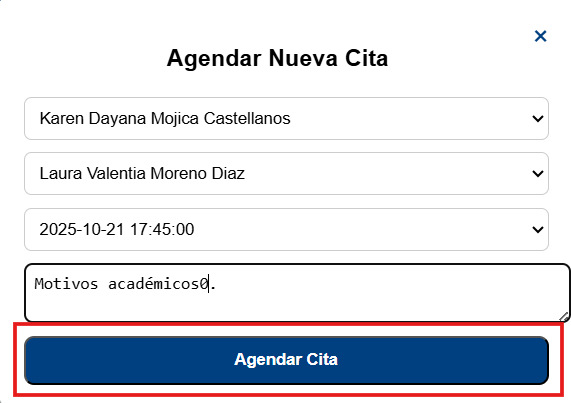 ×
Agendar Nueva Cita
Karen Dayana Mojica Castellanos
Laura Valentia Moreno Diaz
2025-10-21 17:45:00
Motivos académicos0.
Agendar Cita